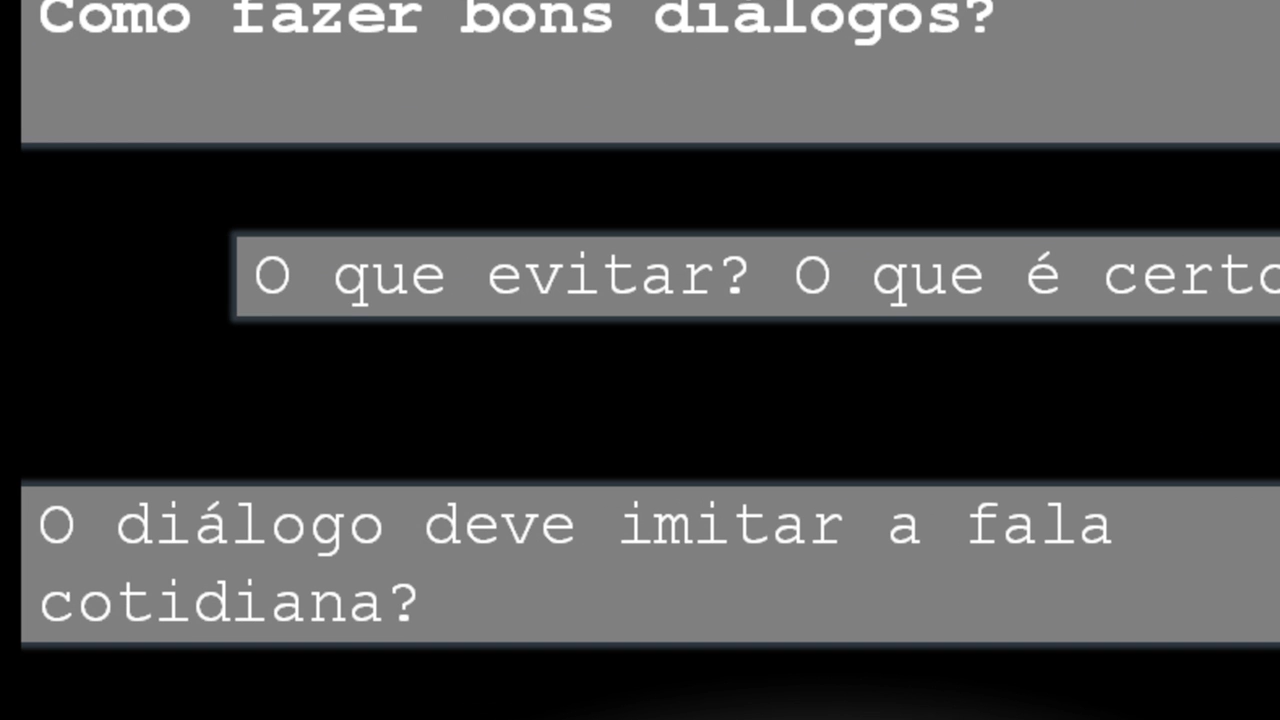 Como fazer bons diálogos?
O que evitar? O que é certo
O diálogo deve imitar a fala
cotidiana?